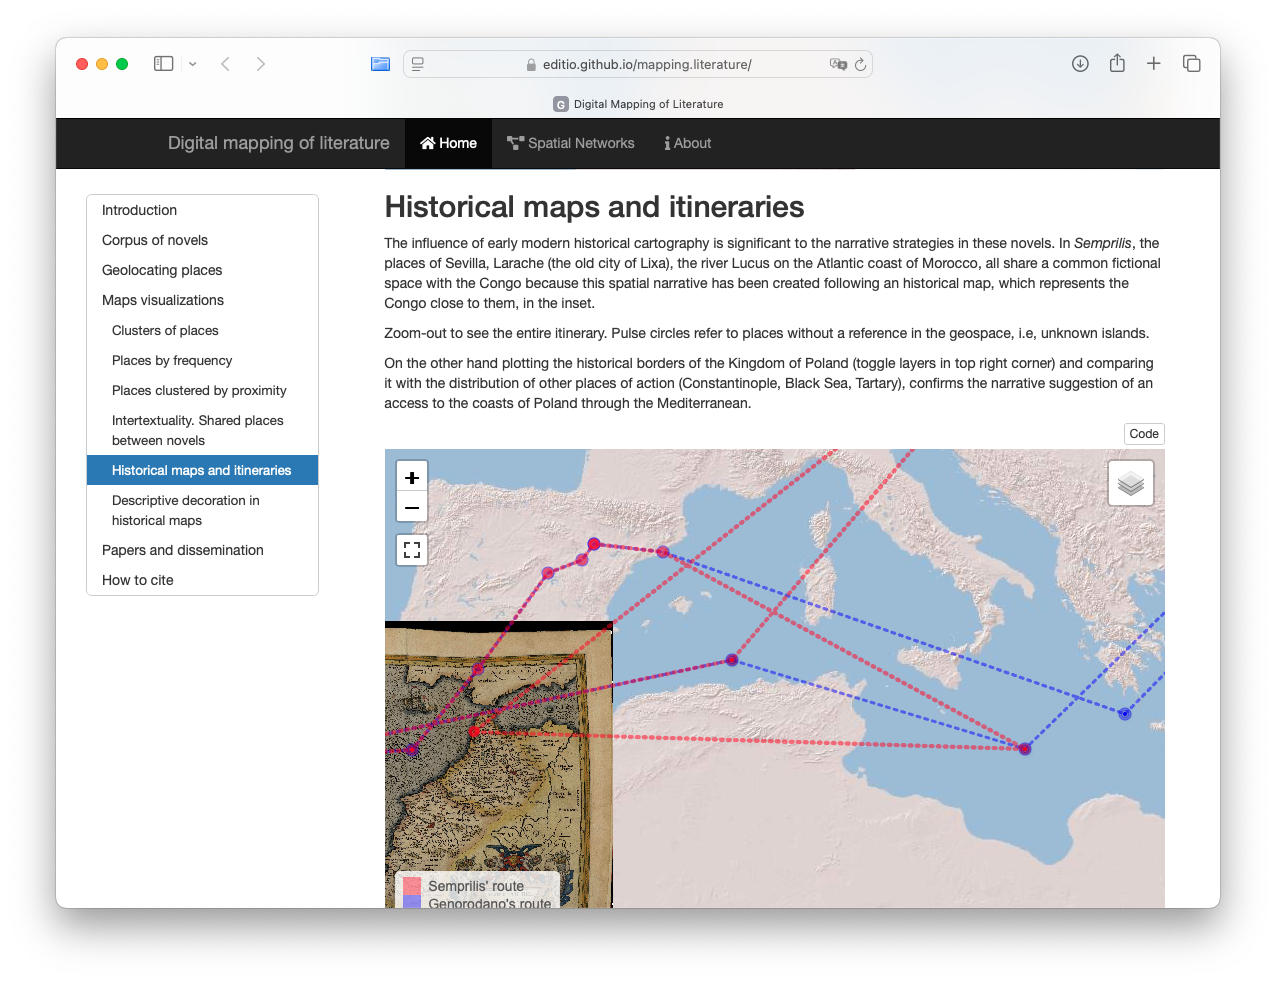 editio.github.io/mapping.literature/
G Digital Mapping of Literature
Digital mapping of literature
Home
Spatial Networks
About
Introduction
Corpus of novels
Geolocating places
Maps visualizations
Clusters of places
Places by frequency
Places clustered by proximity
Intertextuality. Shared places
between novels
Historical maps and itineraries
Descriptive decoration in
historical maps
Papers and dissemination
How to cite
Historical maps and itineraries
The influence of early modern historical cartography is significant to the narrative strategies in these novels. In Semprilis, the
places of Sevilla, Larache (the old city of Lixa), the river Lucus on the Atlantic coast of Morocco, all share a common fictional
space with the Congo because this spatial narrative has been created following an historical map, which represents the
Congo close to them, in the inset.
Zoom-out to see the entire itinerary. Pulse circles refer to places without a reference in the geospace, i.e, unknown islands.
On the other hand plotting the historical borders of the Kingdom of Poland (toggle layers in top right corner) and comparing
it with the distribution of other places of action (Constantinople, Black Sea, Tartary), confirms the narrative suggestion of an
access to the coasts of Poland through the Mediterranean.
Code
+
−
Semprilis' route
Genorodano's route